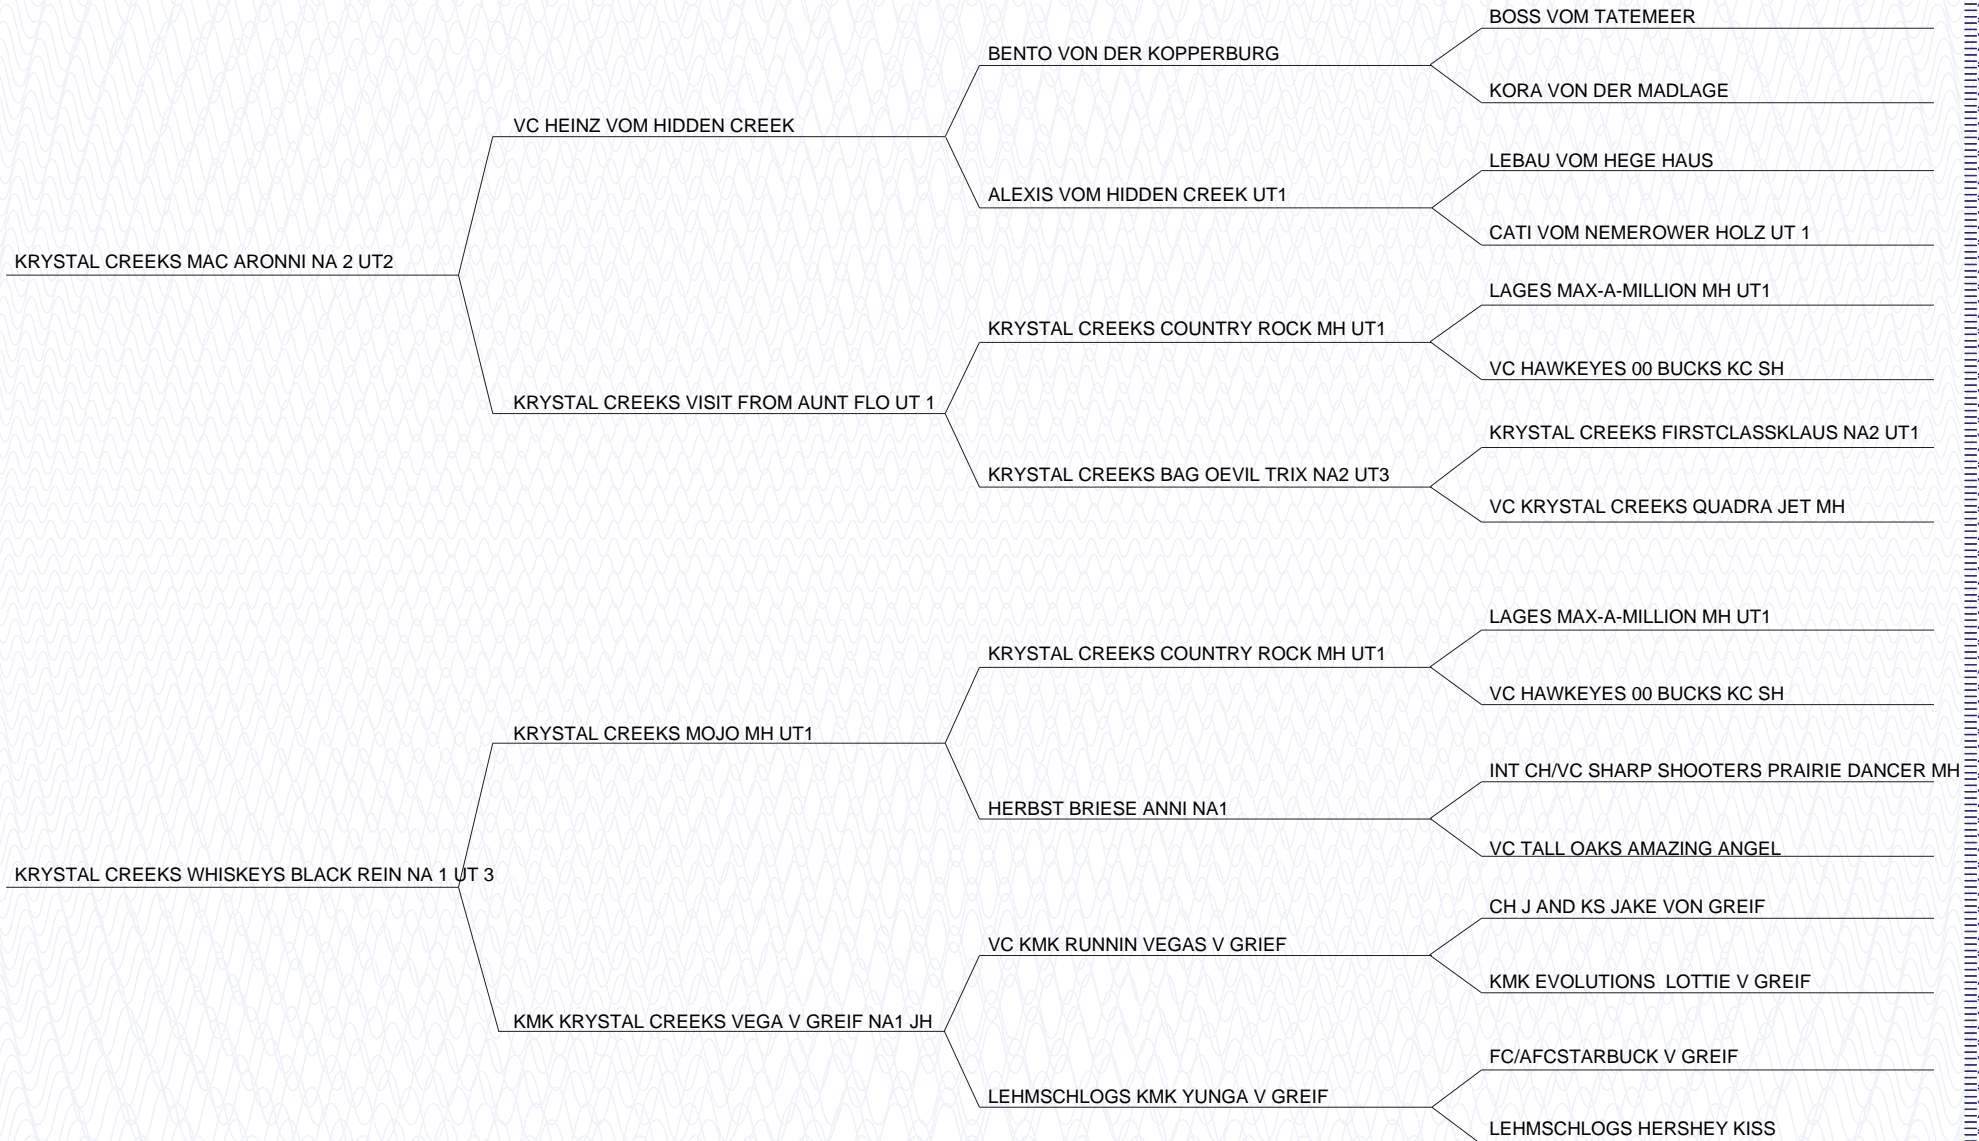 BOSS VOM TATEMEER
BENTO VON DER KOPPERBURG
KORA VON DER MADLAGE
VC HEINZ VOM HIDDEN CREEK
LEBAU VOM HEGE HAUS
ALEXIS VOM HIDDEN CREEK UT1
CATI VOM NEMEROWER HOLZ UT 1
KRYSTAL CREEKS MAC ARONNI NA 2 UT2
LAGES MAX-A-MILLION MH UT1
KRYSTAL CREEKS COUNTRY ROCK MH UT1
VC HAWKEYES 00 BUCKS KC SH
KRYSTAL CREEKS VISIT FROM AUNT FLO UT 1
KRYSTAL CREEKS FIRSTCLASSKLAUS NA2 UT1
KRYSTAL CREEKS BAG OEVIL TRIX NA2 UT3
VC KRYSTAL CREEKS QUADRA JET MH
LAGES MAX-A-MILLION MH UT1
KRYSTAL CREEKS COUNTRY ROCK MH UT1
VC HAWKEYES 00 BUCKS KC SH
KRYSTAL CREEKS MOJO MH UT1
INT CH/VC SHARP SHOOTERS PRAIRIE DANCER MH
HERBST BRIESE ANNI NA1
VC TALL OAKS AMAZING ANGEL
KRYSTAL CREEKS WHISKEYS BLACK REIN NA 1 UT 3
CH J AND KS JAKE VON GREIF
VC KMK RUNNIN VEGAS V GRIEF
KMK EVOLUTIONS  LOTTIE V GREIF
KMK KRYSTAL CREEKS VEGA V GREIF NA1 JH
FC/AFCSTARBUCK V GREIF
LEHMSCHLOGS KMK YUNGA V GREIF
LEHMSCHLOGS HERSHEY KISS